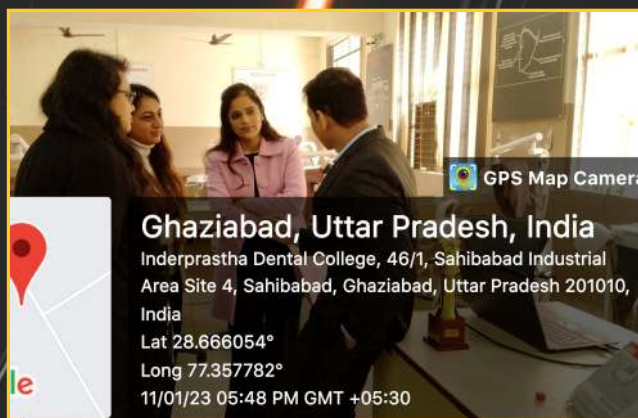 GPS Map Camera
Ghaziabad, Uttar Pradesh, India
Inderprastha Dental College, 46/1, Sahibabad Industrial
Area Site 4, Sahibabad, Ghaziabad, Uttar Pradesh 201010,
India
Lat 28.666054°
Long 77.357782°
11/01/23 05:48 PM GMT +05:30
le